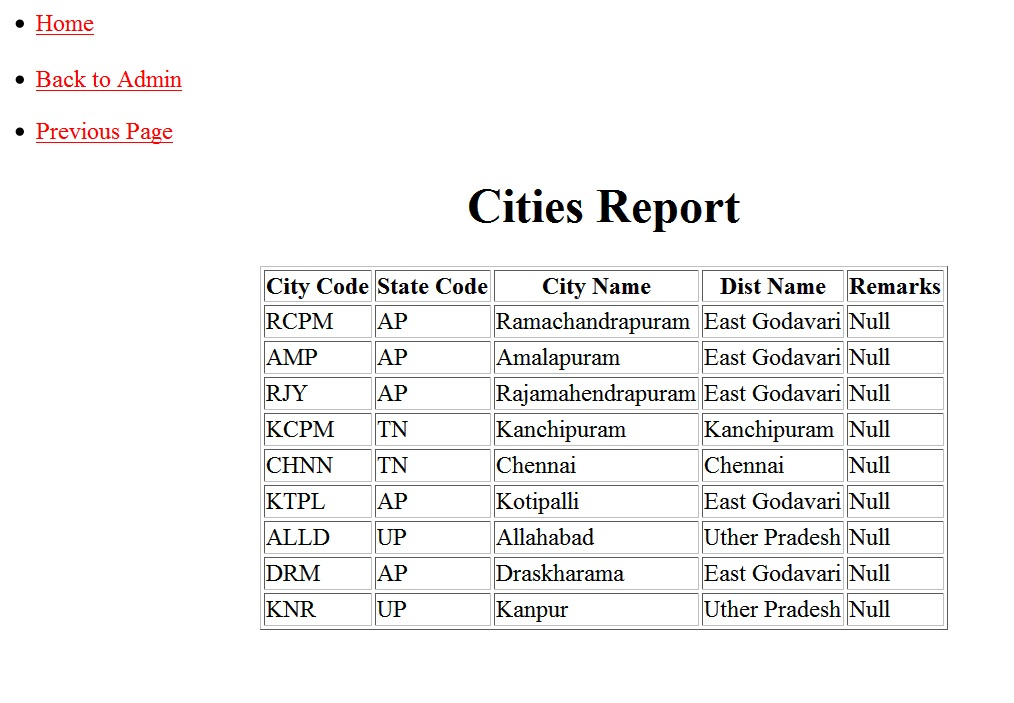 Home
Back to Admin
Previous Page
Cities Report
City Code State Code City Name Dist Name Remarks
RCPM AP Ramachandrapuram East Godavari Null
AMP AP Amalapuram East Godavari Null
RJY AP Rajamahendrapuram East Godavari Null
KCPM TN Kanchipuram Kanchipuram Null
CHNN TN Chennai Chennai Null
KTPL AP Kotipalli East Godavari Null
ALLD UP Allahabad Uther Pradesh Null
DRM AP Draskharama East Godavari Null
KNR UP Kanpur Uther Pradesh Null